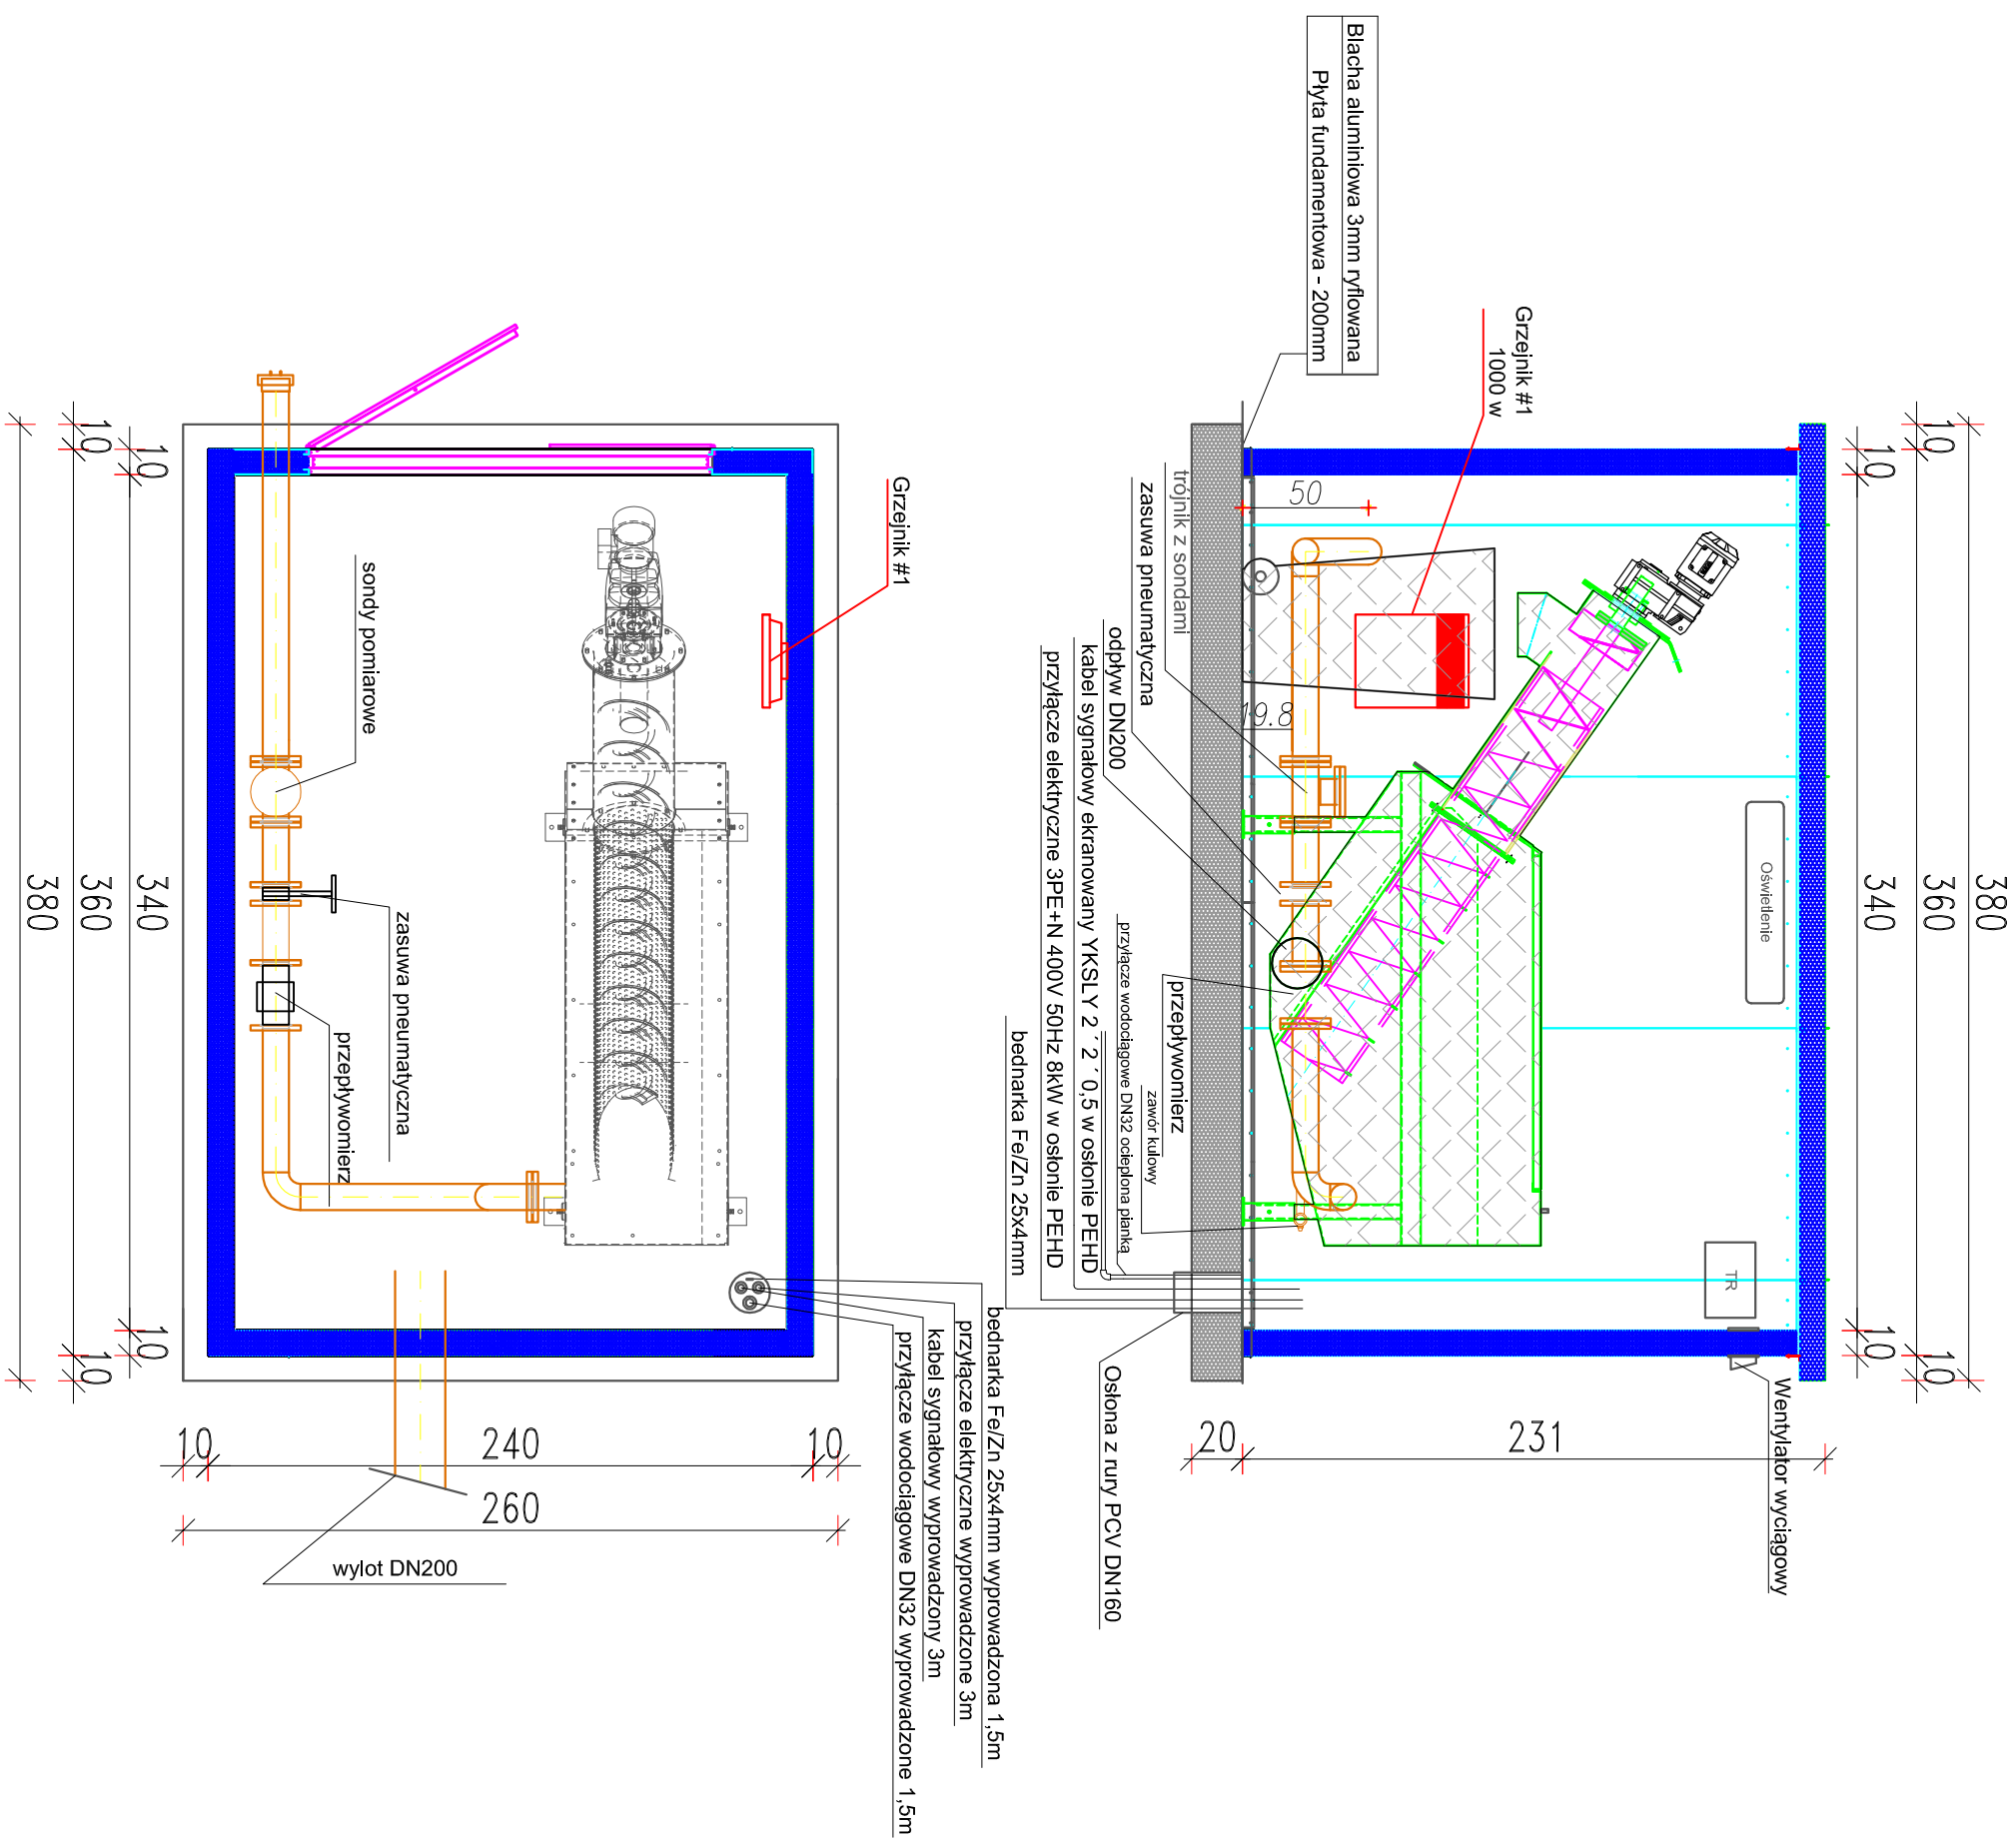 380
360
340
10
10
10
10
Oświetlenie
TR
Wentylator wyciągowy
Grzejnik #1
1000 w
Blacha aluminiowa 3mm ryflowana
Płyta fundamentowa - 200mm
50
19.8
trójnik z sondami
zasuwa pneumatyczna
odpływ DN200
kabel sygnałowy ekranowany YKSLY 2 ´ 2 ´ 0,5 w osłonie PEHD
przyłącze elektryczne 3PE+N 400V 50Hz 8kW w osłonie PEHD
przyłącze wodociągowe DN32 ocieplona pianką
przepływomierz
zawór kulowy
bednarka Fe/Zn 25x4mm
Osłona z rury PCV DN160
20
231
Grzejnik #1
sondy pomiarowe
zasuwa pneumatyczna
przepływomierz
bednarka Fe/Zn 25x4mm wyprowadzona 1,5m
przyłącze elektryczne wyprowadzone 3m
kabel sygnałowy wyprowadzony 3m
przyłącze wodociągowe DN32 wyprowadzone 1,5m
10
240
10
260
wylot DN200
10
10
10
10
340
360
380